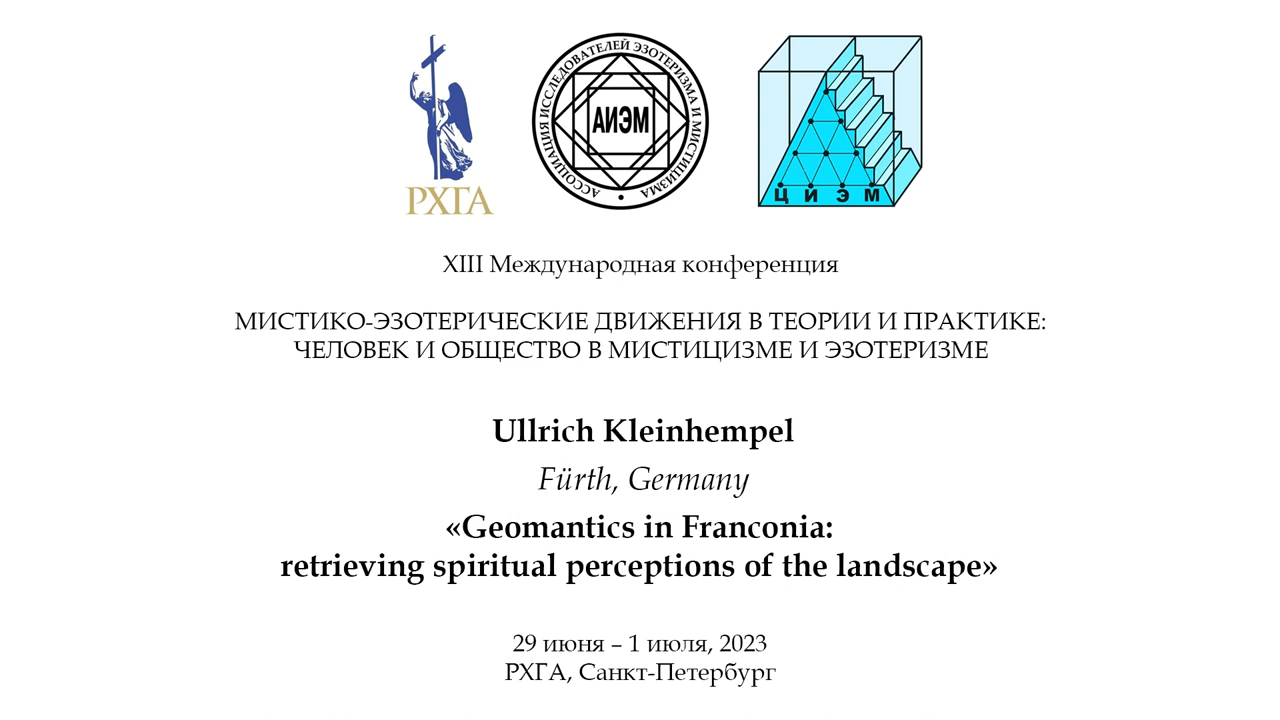 РХГА
АССОЦИАЦИЯ ИССЛЕДОВАТЕЛЕЙ ЭЗОТЕРИЗМА И МИСТИЦИЗМА
АИЭМ
ЦИЭМ
XIII Международная конференция
МИСТИКО-ЭЗОТЕРИЧЕСКИЕ ДВИЖЕНИЯ В ТЕОРИИ И ПРАКТИКЕ:
ЧЕЛОВЕК И ОБЩЕСТВО В МИСТИЦИЗМЕ И ЭЗОТЕРИЗМЕ
Ullrich Kleinhempel
Fürth, Germany
«Geomantics in Franconia:
retrieving spiritual perceptions of the landscape»
29 июня – 1 июля, 2023
РХГА, Санкт-Петербург